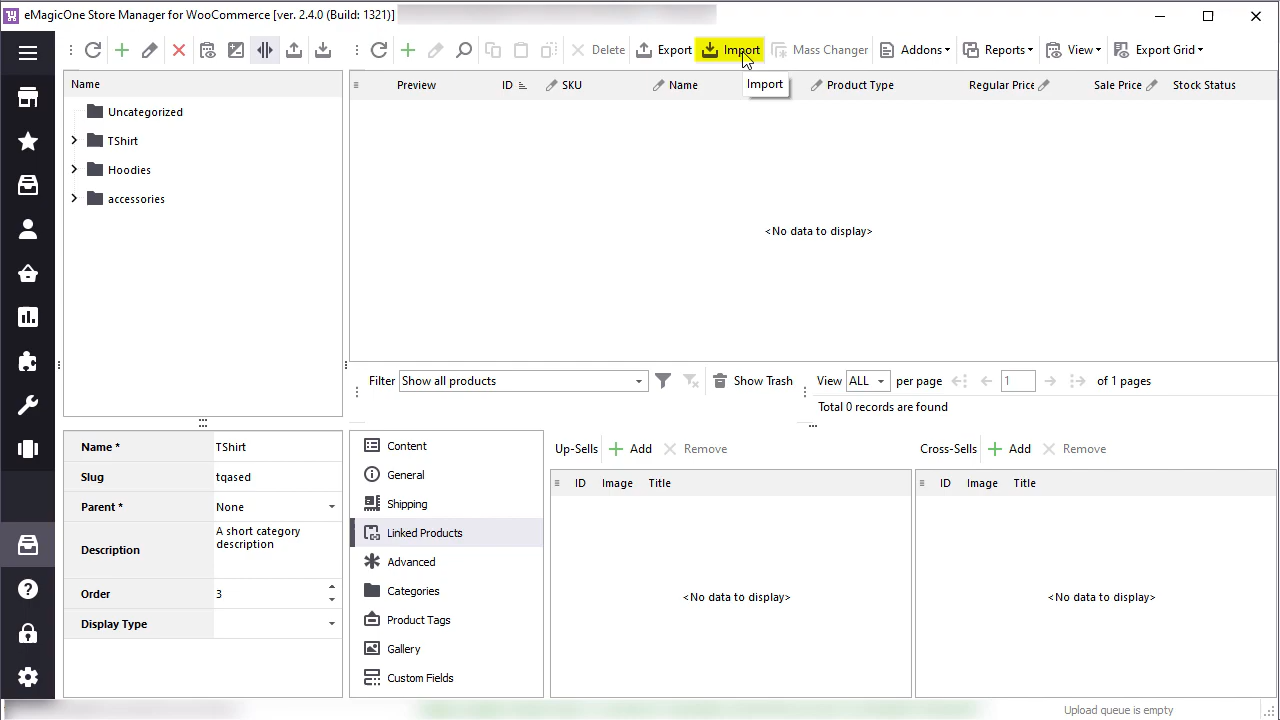 eMagicOne Store Manager for WooCommerce [ver. 2.4.0 (Build: 1321)]
Delete Export Import Mass Changer Addons Reports View Export Grid
Name
Uncategorized
TShirt
Hoodies
accessories
Preview ID SKU Name Product Type Regular Price Sale Price Stock Status
Import
<No data to display>
Filter Show all products Show Trash View ALL per page 1 of 1 pages
Total 0 records are found
Name * TShirt
Slug tqased
Parent * None
Description A short category
description
Order 3
Display Type
Content
General
Shipping
Linked Products
Advanced
Categories
Product Tags
Gallery
Custom Fields
Up-Sells Add Remove
ID Image Title
<No data to display>
Cross-Sells Add Remove
ID Image Title
<No data to display>
Upload queue is empty